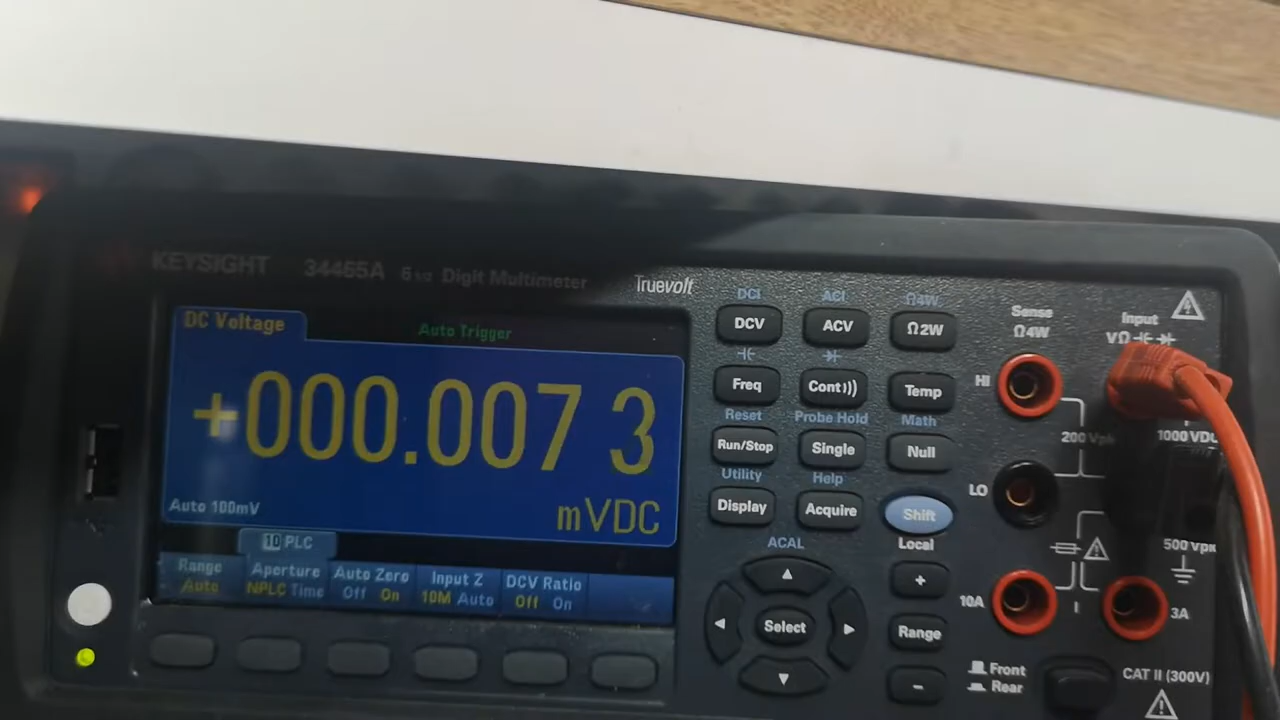 KEYSIGHT 34465A 6½ Digit Multimeter Truevolt
DC Voltage
Auto Trigger
+000.007 3
mVDC
Auto 100mV
10 PLC
Range
Auto
Aperture
NPLC Time
Auto Zero
Off On
Input Z
10M Auto
DCV Ratio
Off On
DCI
ACI
Ω4W
DCV
ACV
Ω2W
Freq
Cont
Temp
Reset
Probe Hold
Math
Run/Stop
Single
Null
Utility
Help
Display
Acquire
Shift
Local
ACAL
Select
+
Range
-
Sense
Ω4W
Input
VΩ
HI
200 Vpk
LO
500 Vpk
10A
3A
Front
Rear
CAT II (300V)